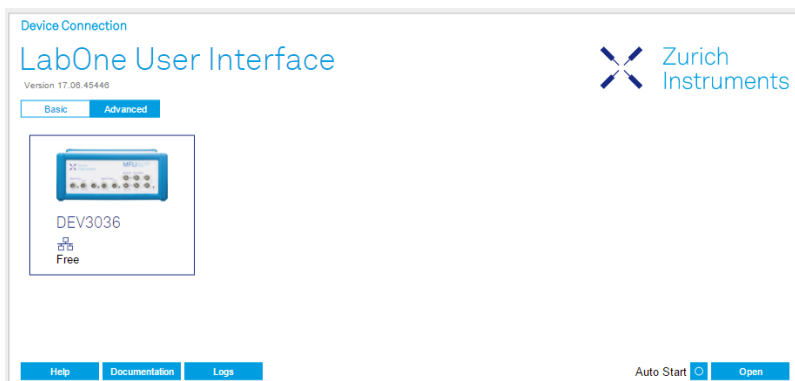 Device Connection
LabOne User Interface
Version 17.06.45446
Zurich
Instruments
Basic
Advanced
MFLI
DEV3036
Free
Help
Documentation
Logs
Auto Start
Open